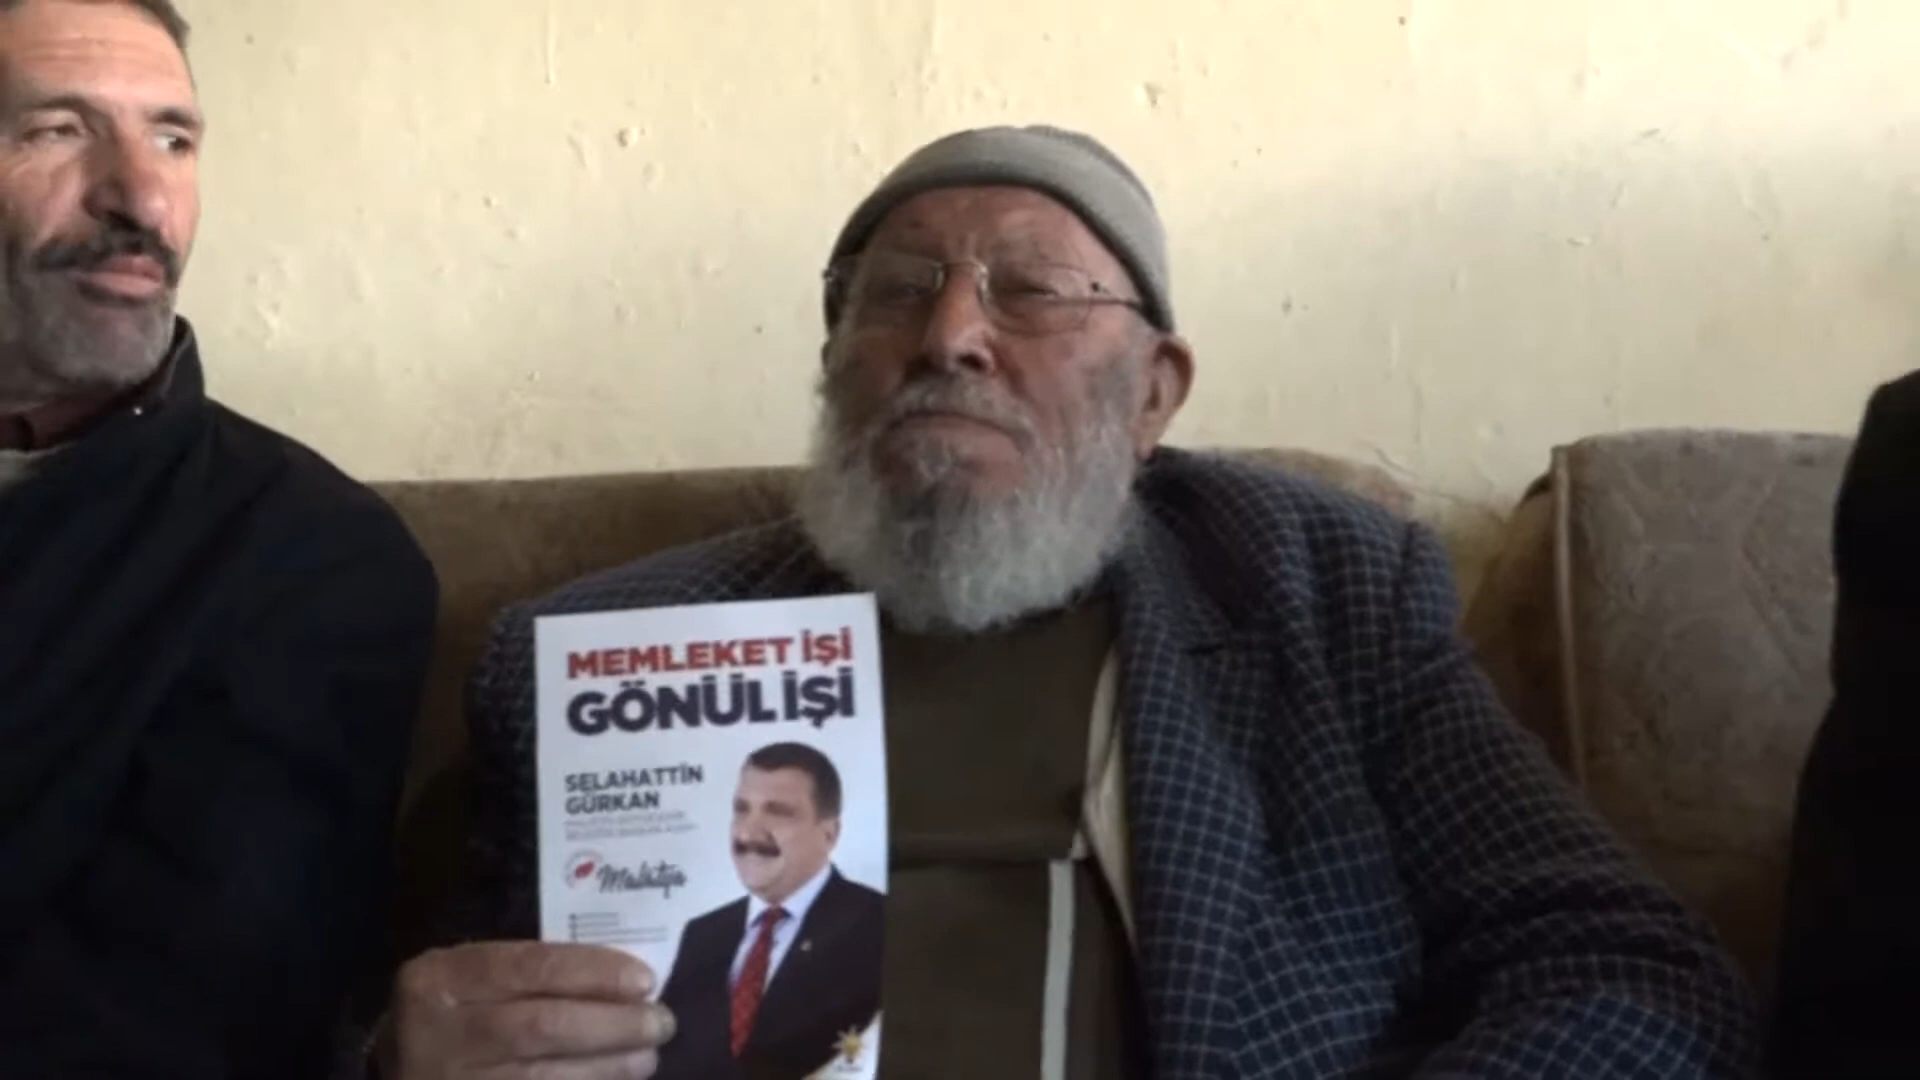 MEMLEKET İŞİ
GÖNÜL İŞİ
SELAHATTİN
GÜRKAN
Malatya